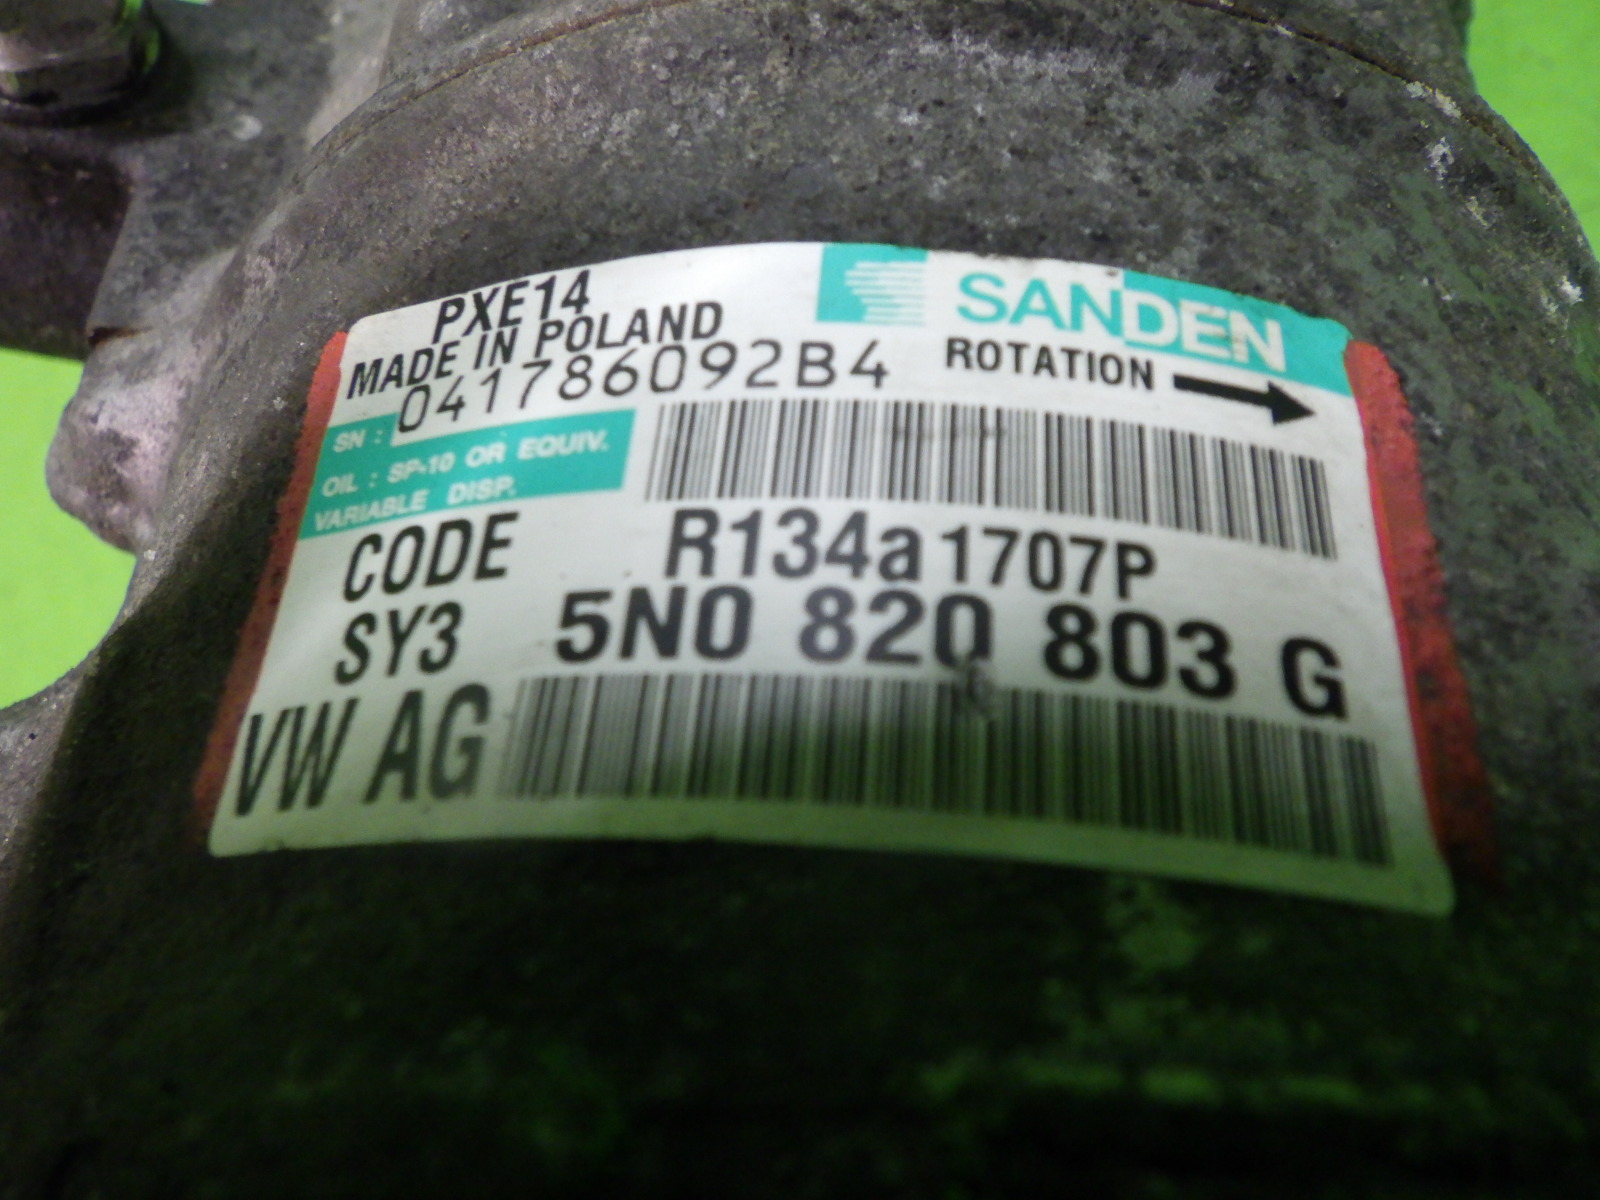 PXE14
SANDEN
MADE IN POLAND
ROTATION
SN : 041786092B4
OIL : SP-10 OR EQUIV.
VARIABLE DISP.
CODE R134a 1707P
SY3 5N0 820 803 G
VW AG